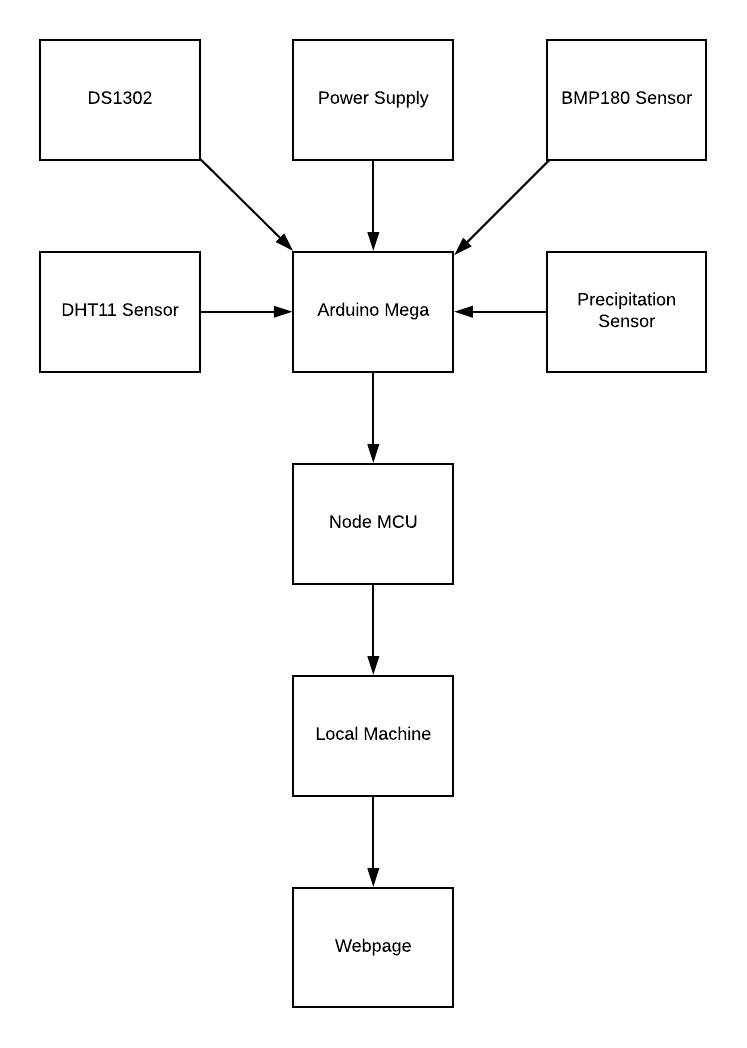 DS1302
Power Supply
BMP180 Sensor
DHT11 Sensor
Arduino Mega
Precipitation
Sensor
Node MCU
Local Machine
Webpage